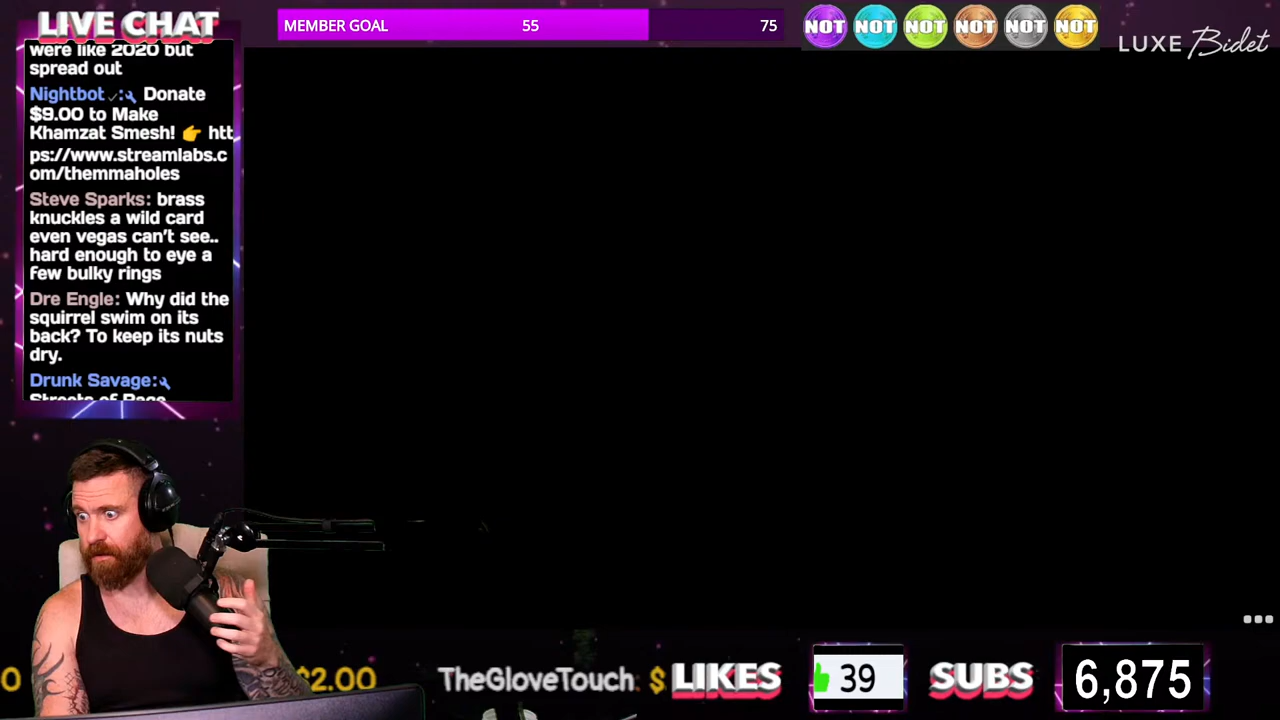 LIVE CHAT
MEMBER GOAL 55 75
NOT NOT NOT NOT NOT NOT
LUXE Bidet
were like 2020 but
spread out
Nightbot: Donate
$9.00 to Make
Khamzat Smesh! 👉 htt
ps://www.streamlabs.c
om/themmaholes
Steve Sparks: brass
knuckles a wild card
even vegas can't see..
hard enough to eye a
few bulky rings
Dre Engle: Why did the
squirrel swim on its
back? To keep its nuts
dry.
Drunk Savage:
Streets of Rage
0 $2.00 TheGloveTouch: $
LIKES 39 SUBS 6,875